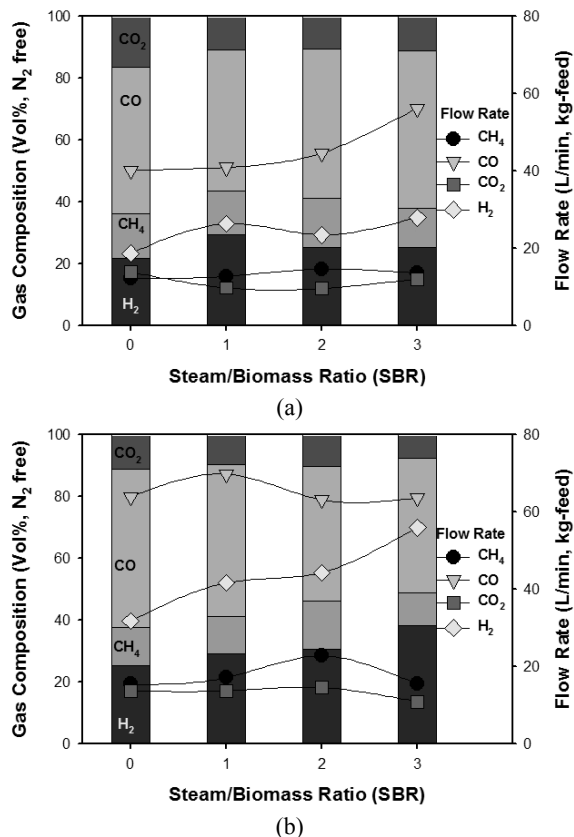 100
80
60
40
20
0
Gas Composition (Vol%, N2 free)
CO2
CO
CH4
H2
Flow Rate
CH4
CO
CO2
H2
80
60
40
20
0
Flow Rate (L/min, kg-feed)
0 1 2 3
Steam/Biomass Ratio (SBR)
(a)
100
80
60
40
20
0
Gas Composition (Vol%, N2 free)
CO2
CO
CH4
H2
Flow Rate
CH4
CO
CO2
H2
80
60
40
20
0
Flow Rate (L/min, kg-feed)
0 1 2 3
Steam/Biomass Ratio (SBR)
(b)